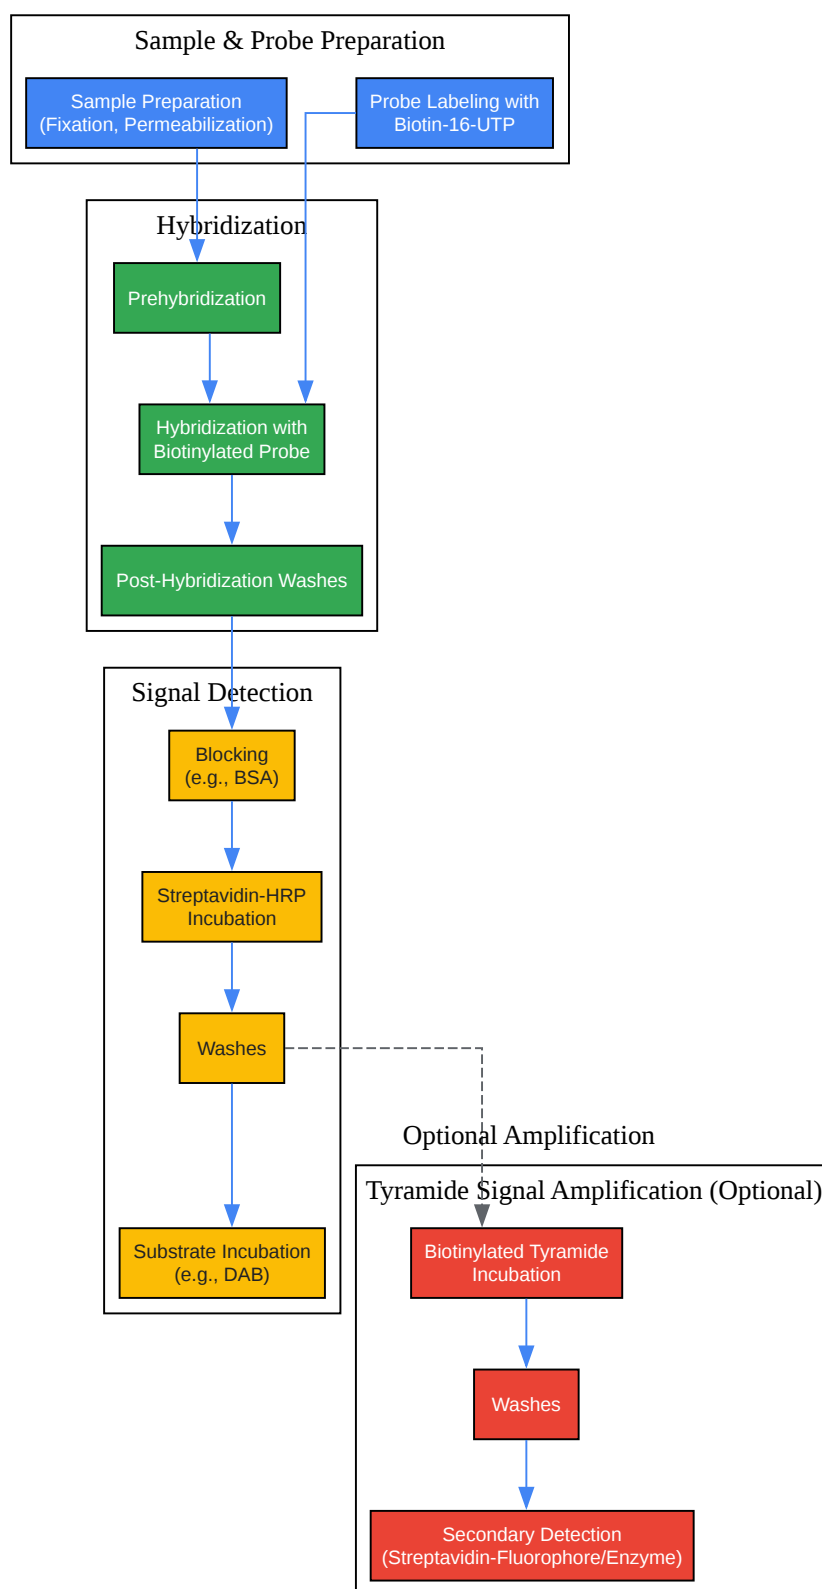 Sample & Probe Preparation
Sample Preparation
(Fixation, Permeabilization)
Probe Labeling with
Biotin-16-UTP
Hybridization
Prehybridization
Hybridization with
Biotinylated Probe
Post-Hybridization Washes
Signal Detection
Blocking
(e.g., BSA)
Streptavidin-HRP
Incubation
Washes
Optional Amplification
Tyramide Signal Amplification (Optional)
Substrate Incubation
(e.g., DAB)
Biotinylated Tyramide
Incubation
Washes
Secondary Detection
(Streptavidin-Fluorophore/Enzyme)